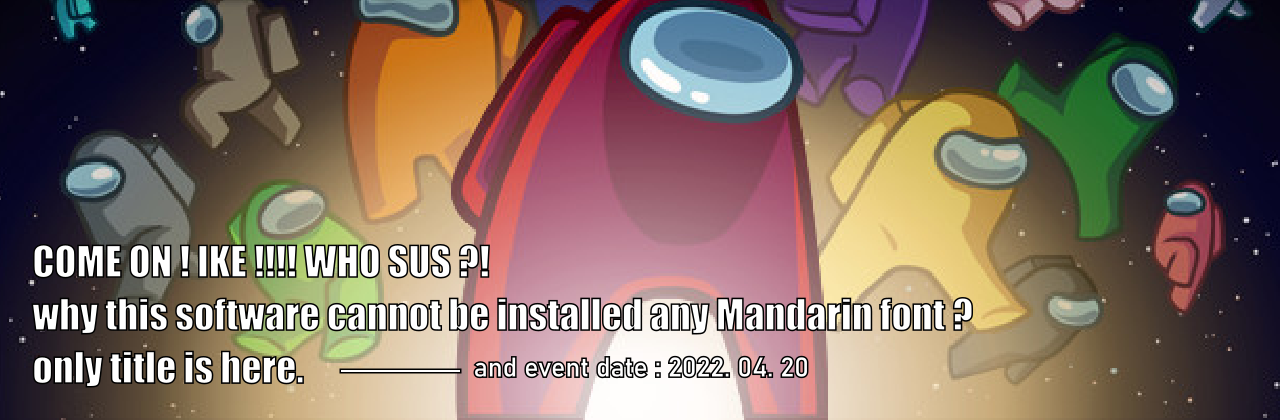 COME ON ! IKE !!!! WHO SUS ?!
why this software cannot be installed any Mandarin font ?
only title is here. and event date : 2022. 04. 20